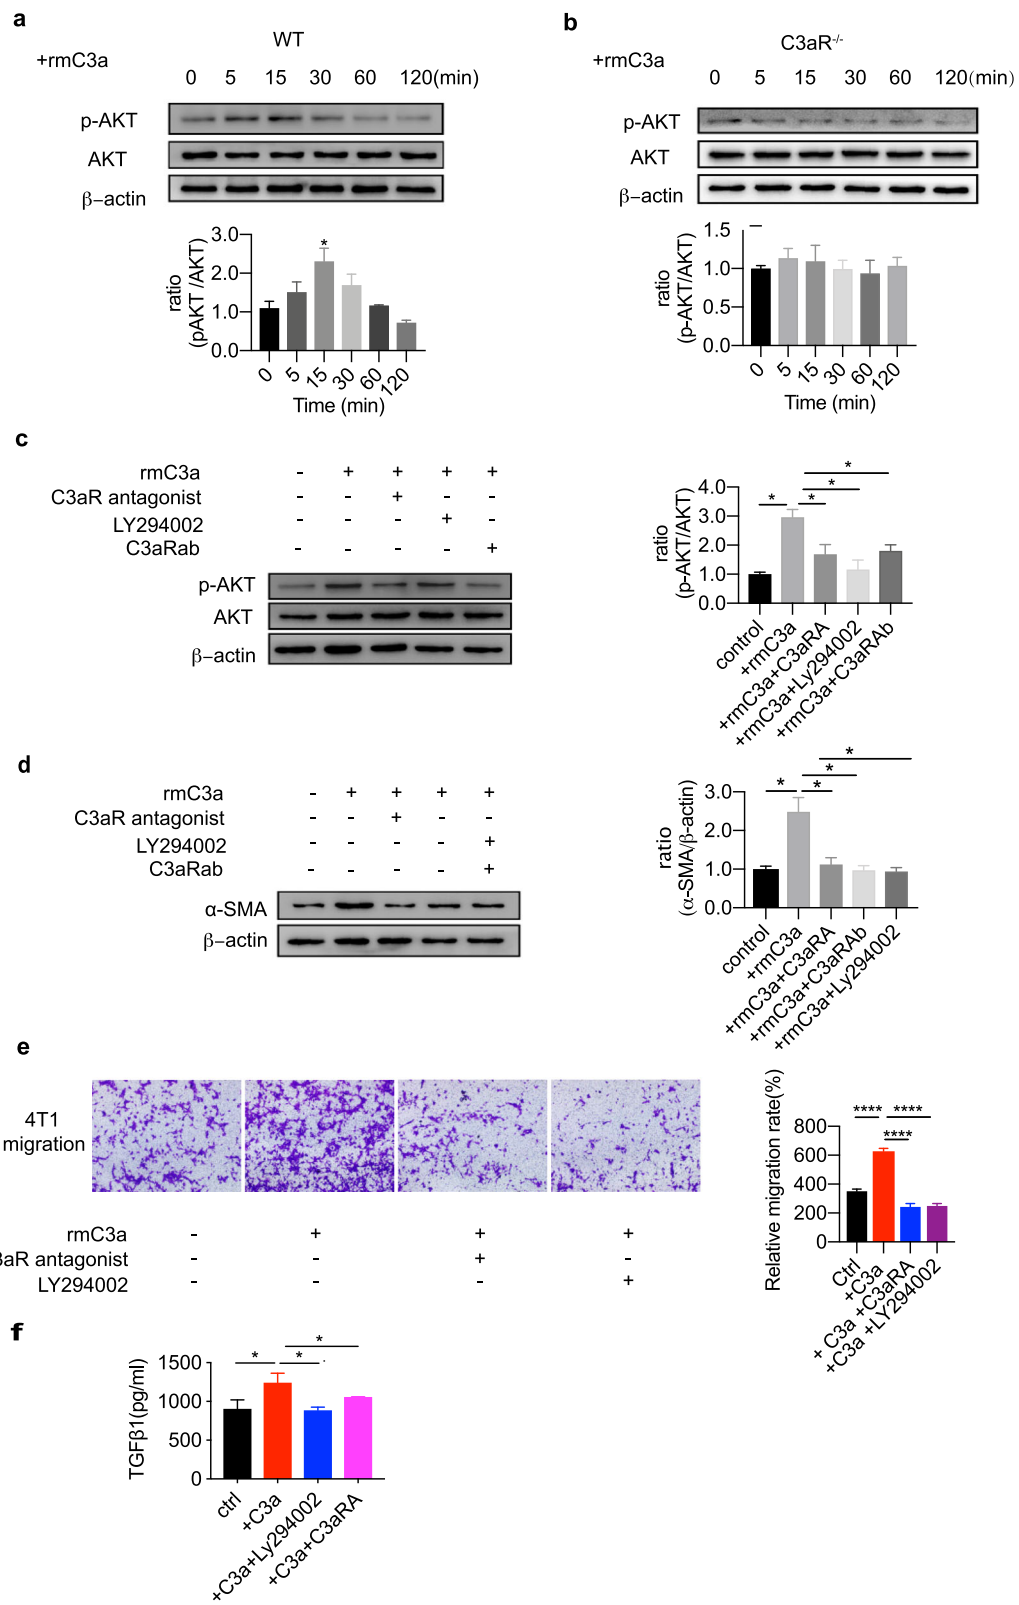 a
WT
+rmC3a
0 5 15 30 60 120(min)
p-AKT
AKT
β–actin
ratio
(pAKT /AKT)
3.0
2.0
1.0
0.0
*
0 5 15 30 60 120
Time (min)
b
C3aR-/-
+rmC3a
0 5 15 30 60 120(min)
p-AKT
AKT
β–actin
ratio
(p-AKT/AKT)
1.5
1.0
0.5
0.0
0 5 15 30 60 120
Time (min)
c
rmC3a - + + + +
C3aR antagonist - - + - -
LY294002 - - - + -
C3aRab - - - - +
p-AKT
AKT
β–actin
ratio
(p-AKT/AKT)
4.0
3.0
2.0
1.0
0.0
* * * *
control
+rmC3a
+rmC3a+C3aRA
+rmC3a+Ly294002
+rmC3a+C3aRAb
d
rmC3a - + + + +
C3aR antagonist - - + - -
LY294002 - - - - +
C3aRab - - - - +
α-SMA
β–actin
ratio
(α-SMA/β-actin)
3.0
2.0
1.0
0.0
* * * *
control
+rmC3a
+rmC3a+C3aRA
+rmC3a+C3aRAb
+rmC3a+Ly294002
e
4T1
migration
rmC3a - + + +
3aR antagonist - - + -
LY294002 - - - +
Relative migration rate(%)
800
600
400
200
0
**** **** ****
Ctrl
+C3a
+ C3a +C3aRA
+C3a +LY294002
f
TGFβ1(pg/ml)
1500
1000
500
0
* * *
ctrl
+C3a
+C3a+Ly294002
+C3a+C3aRA